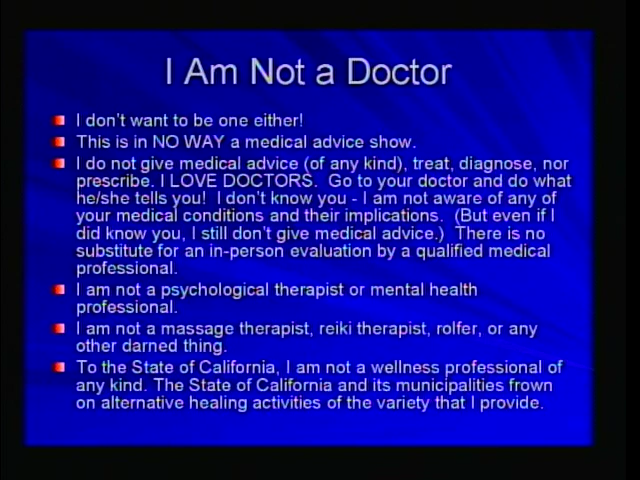 I Am Not a Doctor
I don't want to be one either!
This is in NO WAY a medical advice show.
I do not give medical advice (of any kind), treat, diagnose, nor
prescribe. I LOVE DOCTORS.  Go to your doctor and do what
he/she tells you!  I don't know you - I am not aware of any of
your medical conditions and their implications.  (But even if I
did know you, I still don't give medical advice.)  There is no
substitute for an in-person evaluation by a qualified medical
professional.
I am not a psychological therapist or mental health
professional.
I am not a massage therapist, reiki therapist, rolfer, or any
other darned thing.
To the State of California, I am not a wellness professional of
any kind. The State of California and its municipalities frown
on alternative healing activities of the variety that I provide.